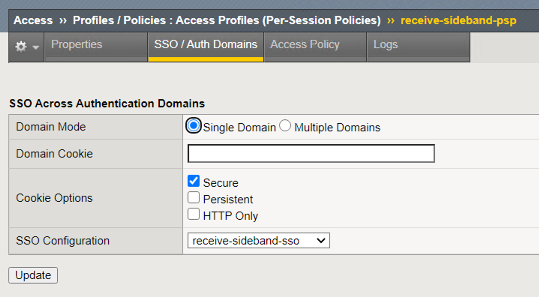 Access ›› Profiles / Policies : Access Profiles (Per-Session Policies) ›› receive-sideband-psp
Properties SSO / Auth Domains Access Policy Logs
SSO Across Authentication Domains
Domain Mode Single Domain Multiple Domains
Domain Cookie
Cookie Options Secure
Persistent
HTTP Only
SSO Configuration receive-sideband-sso
Update